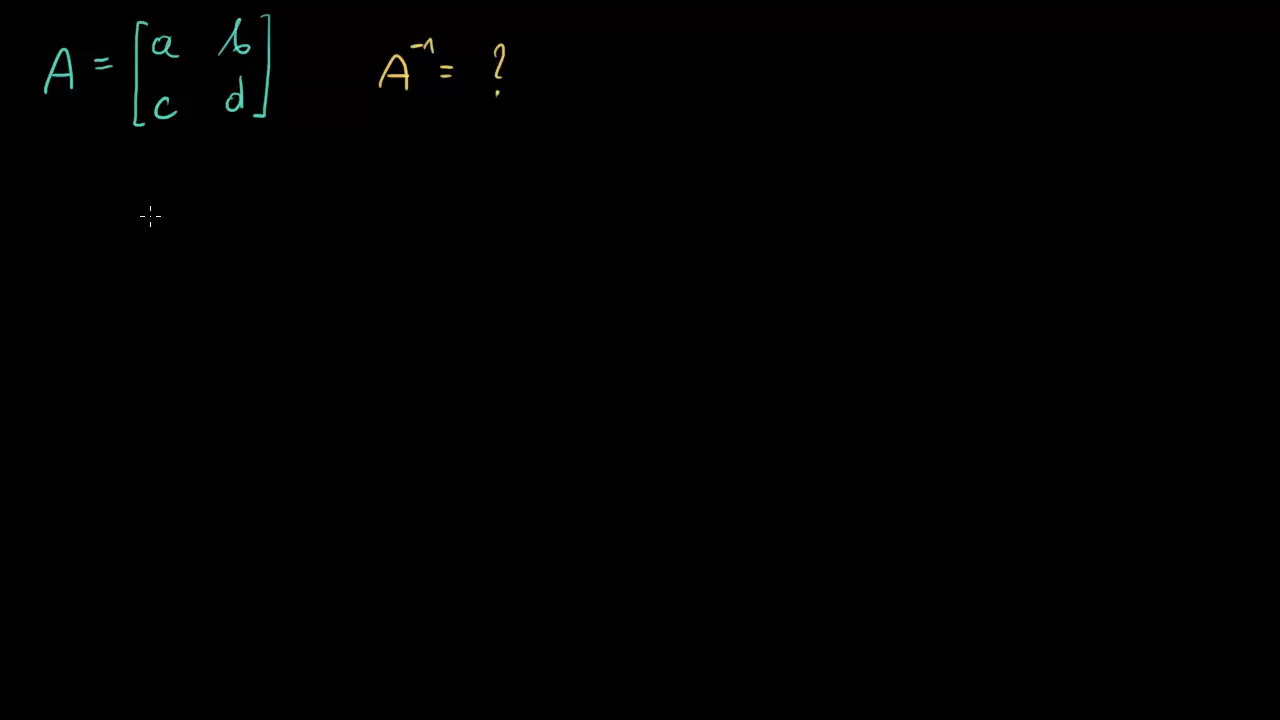 A = [a b
c d] A⁻¹ = ?